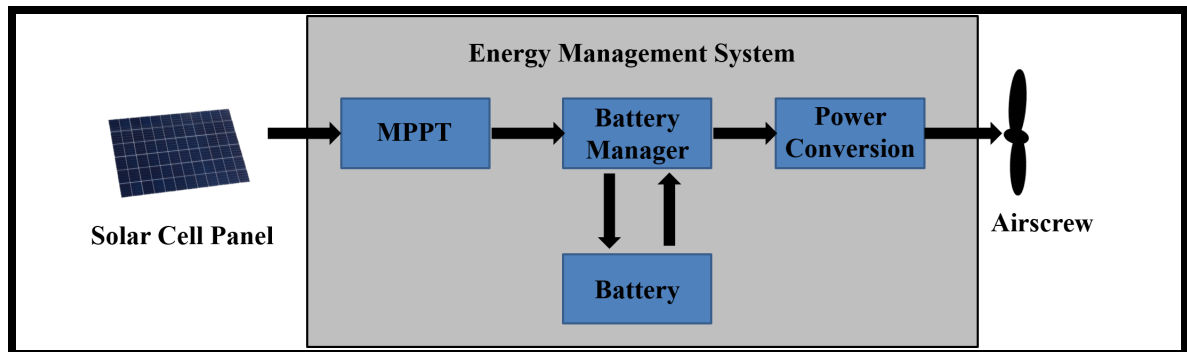 Energy Management System
MPPT
Battery
Manager
Power
Conversion
Solar Cell Panel
Airscrew
Battery